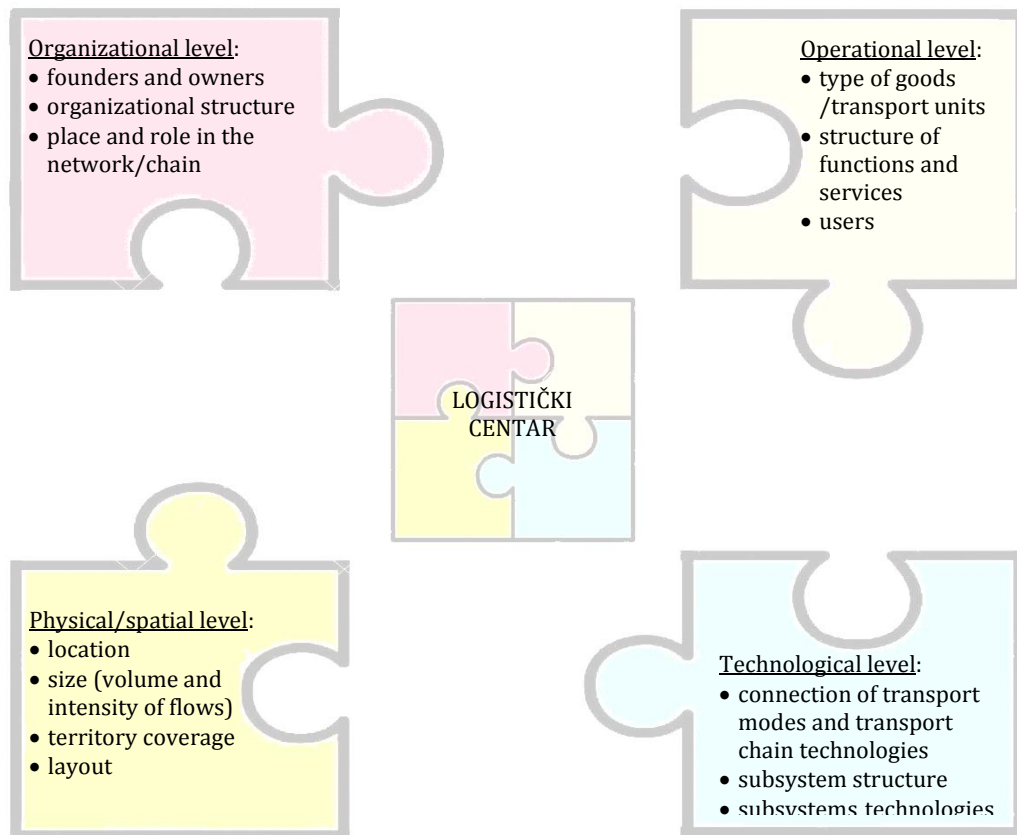 Organizational level:
• founders and owners
• organizational structure
• place and role in the
network/chain
Operational level:
• type of goods
/transport units
• structure of
functions and
services
• users
LOGISTIČKI
CENTAR
Physical/spatial level:
• location
• size (volume and
intensity of flows)
• territory coverage
• layout
Technological level:
• connection of transport
modes and transport
chain technologies
• subsystem structure
• subsystems technologies